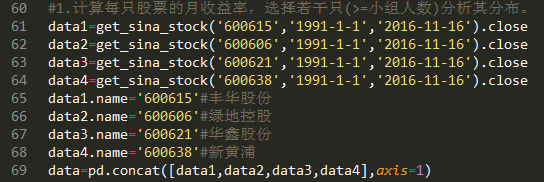 60 #1.计算每只股票的月收益率，选择若干只(>=小组人数)分析其分布。
61 data1=get_sina_stock('600615','1991-1-1','2016-11-16').close
62 data2=get_sina_stock('600606','1991-1-1','2016-11-16').close
63 data3=get_sina_stock('600621','1991-1-1','2016-11-16').close
64 data4=get_sina_stock('600638','1991-1-1','2016-11-16').close
65 data1.name='600615'#丰华股份
66 data2.name='600606'#绿地控股
67 data3.name='600621'#华鑫股份
68 data4.name='600638'#新黄浦
69 data=pd.concat([data1,data2,data3,data4],axis=1)